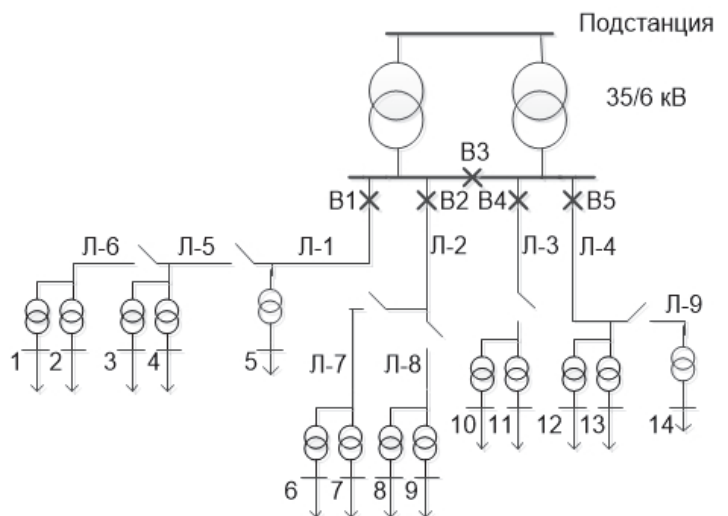 Подстанция
35/6 кВ
В3
В1 В2 В4 В5
Л-6 Л-5 Л-1 Л-2 Л-3 Л-4
Л-9
1 2 3 4 5 Л-7 Л-8
10 11 12 13 14
6 7 8 9